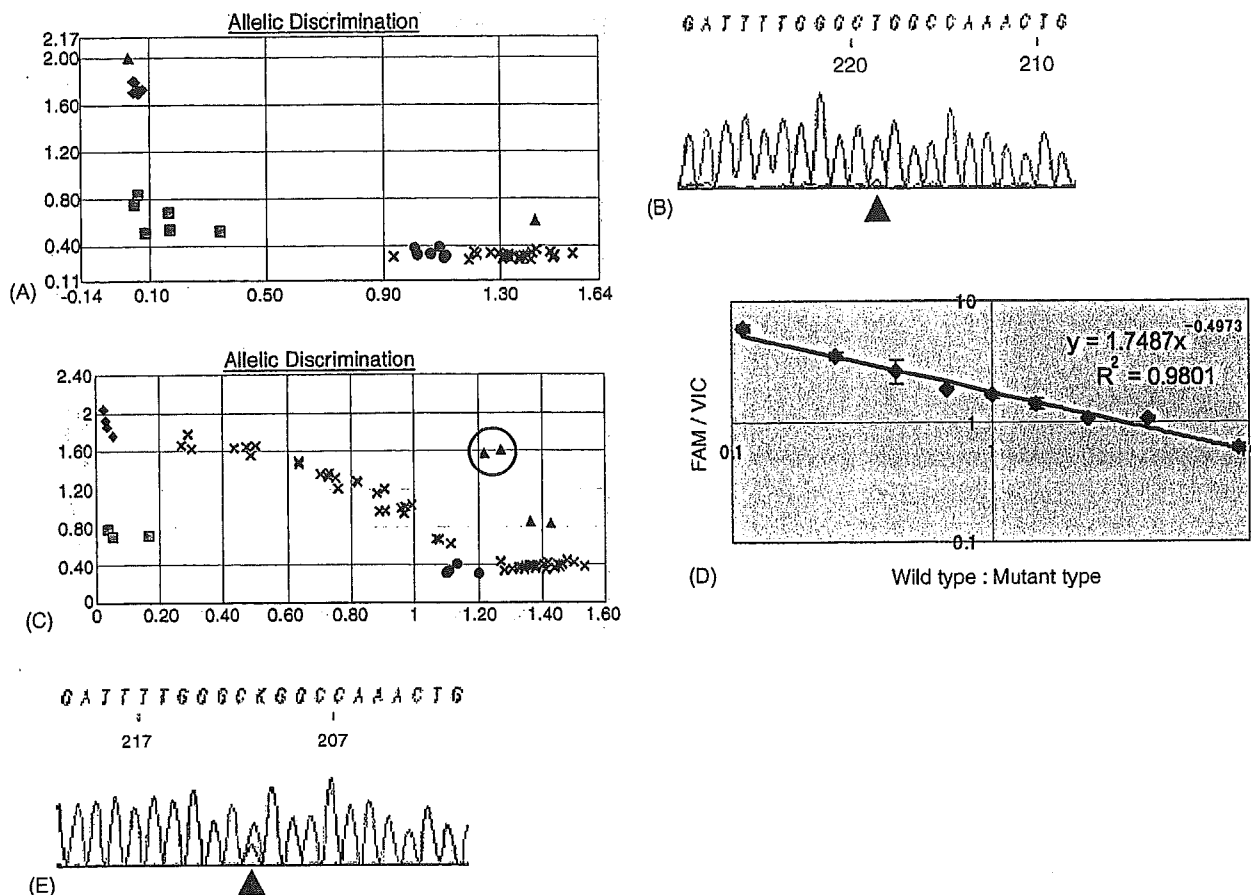 Allelic Discrimination
2.17
2.00
1.60
1.20
0.80
0.40
0.11
-0.14 0.10 0.50 0.90 1.30 1.64
(A)
G A T T T T G G G C T G G C C A A A C T G
220 210
(B)
Allelic Discrimination
2.40
2
1.60
1.20
0.80
0.40
0
0 0.20 0.40 0.60 0.80 1 1.20 1.40 1.60
(C)
10
y = 1.7487x^-0.4973
R^2 = 0.9801
1
0.1 1 10
0.1
FAM / VIC
Wild type : Mutant type
(D)
G A T T T T G G G C K G G C C A A A C T G
217 207
(E)